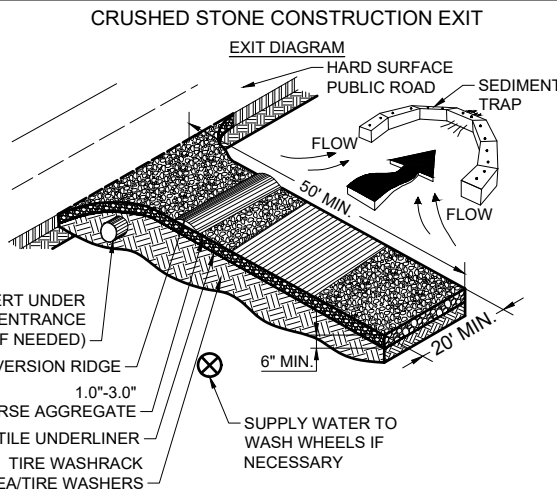 CRUSHED STONE CONSTRUCTION EXIT
EXIT DIAGRAM
HARD SURFACE
PUBLIC ROAD
SEDIMENT
TRAP
FLOW
50' MIN.
FLOW
20' MIN.
6" MIN.
ERT UNDER
ENTRANCE
F NEEDED)
VERSION RIDGE
1.0"-3.0"
RSE AGGREGATE
TILE UNDERLINER
TIRE WASHRACK
EA/TIRE WASHERS
SUPPLY WATER TO
WASH WHEELS IF
NECESSARY